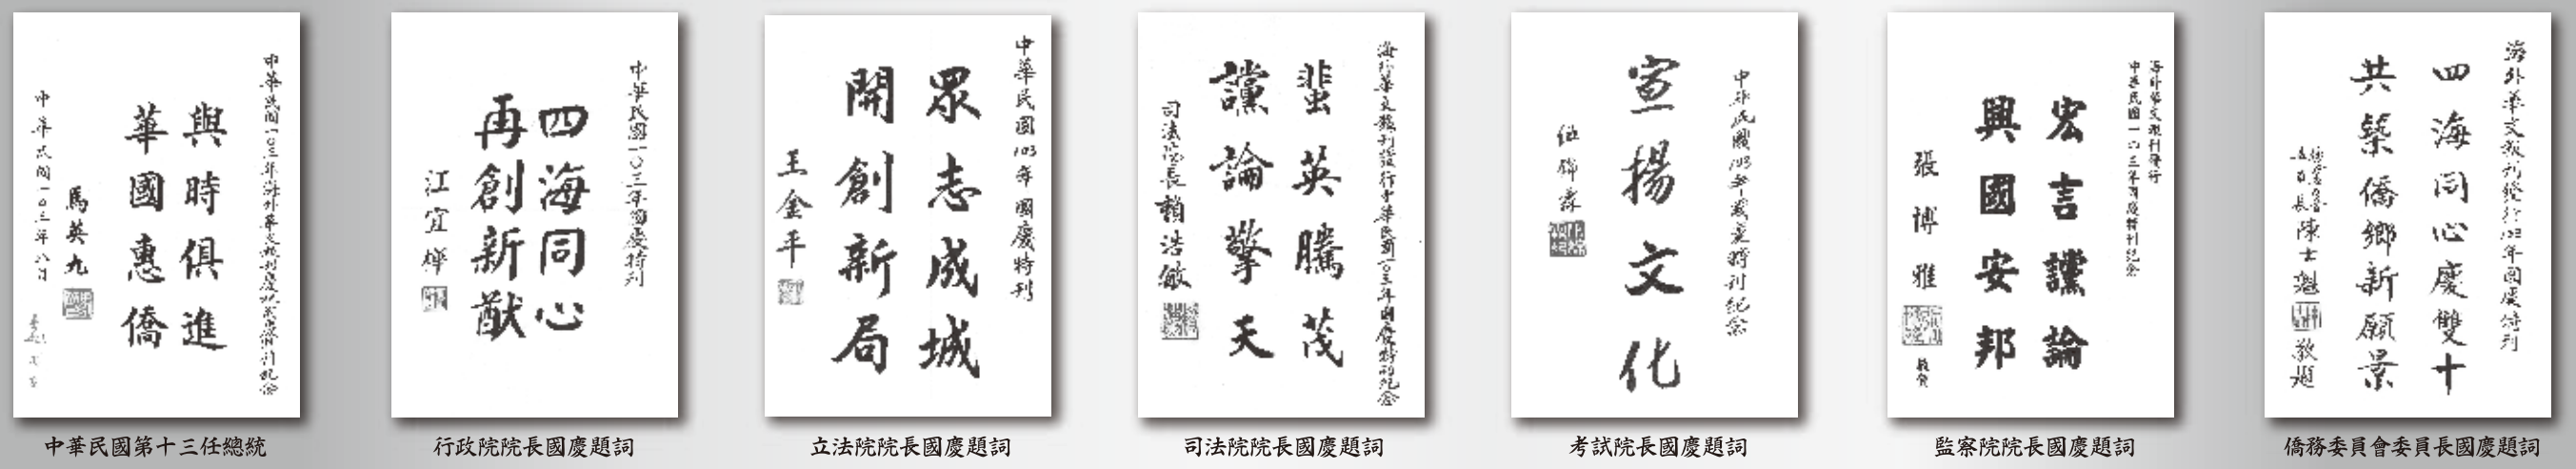 中華民國一〇三年海外華文報刊慶祝國慶特刊紀念
與時俱進
華國惠僑
馬英九
中華民國一〇三年八月
中華民國第十三任總統
中華民國一〇三年國慶特刊
四海同心
再創新猷
江宜樺
行政院院長國慶題詞
中華民國103年國慶特刊
眾志成城
開創新局
王金平
立法院院長國慶題詞
海外華文報刊發行中華民國一〇三年國慶特刊紀念
蜚英騰茂
讜論擎天
司法院院長賴浩敏
司法院院長國慶題詞
中華民國103年國慶特刊紀念
宣揚文化
伍錦霖
考試院長國慶題詞
海外華文報刊發行
中華民國一〇三年國慶特刊紀念
宏言讜論
興國安邦
張博雅
敬賀
監察院院長國慶題詞
海外華文報刊發行103年國慶特刊
四海同心慶雙十
共築僑鄉新願景
僑務委員會
委員長陳士魁
敬題
僑務委員會委員長國慶題詞